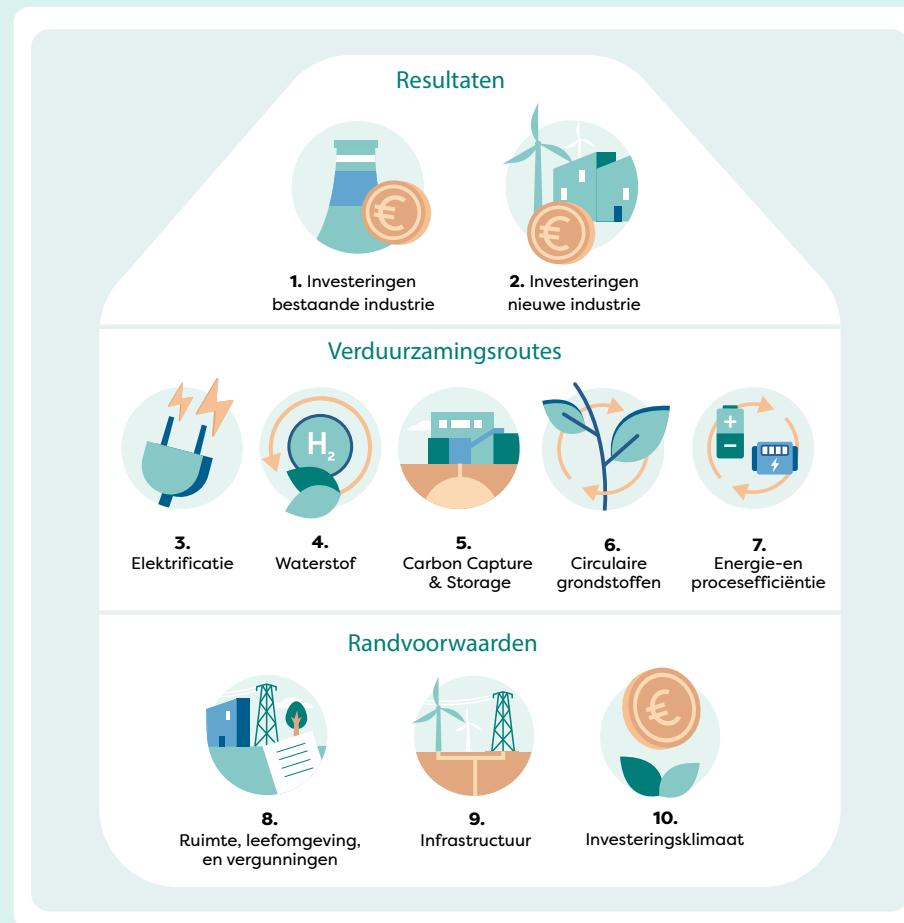 Resultaten
1. Investeringen
bestaande industrie
2. Investeringen
nieuwe industrie
Verduurzamingsroutes
H2
3.
Elektrificatie
4.
Waterstof
5.
Carbon Capture
& Storage
6.
Circulaire
grondstoffen
7.
Energie-en
procesefficiëntie
Randvoorwaarden
8.
Ruimte, leefomgeving,
en vergunningen
9.
Infrastructuur
10.
Investeringsklimaat